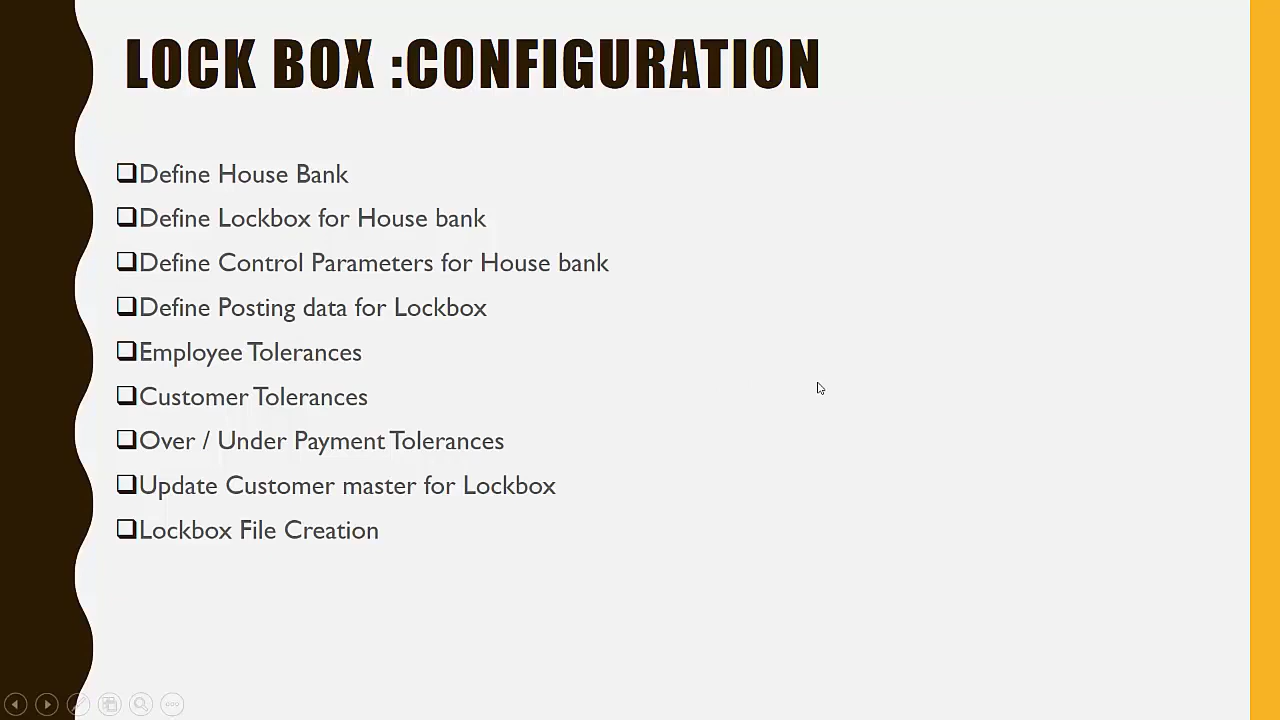 LOCK BOX :CONFIGURATION
Define House Bank
Define Lockbox for House bank
Define Control Parameters for House bank
Define Posting data for Lockbox
Employee Tolerances
Customer Tolerances
Over / Under Payment Tolerances
Update Customer master for Lockbox
Lockbox File Creation